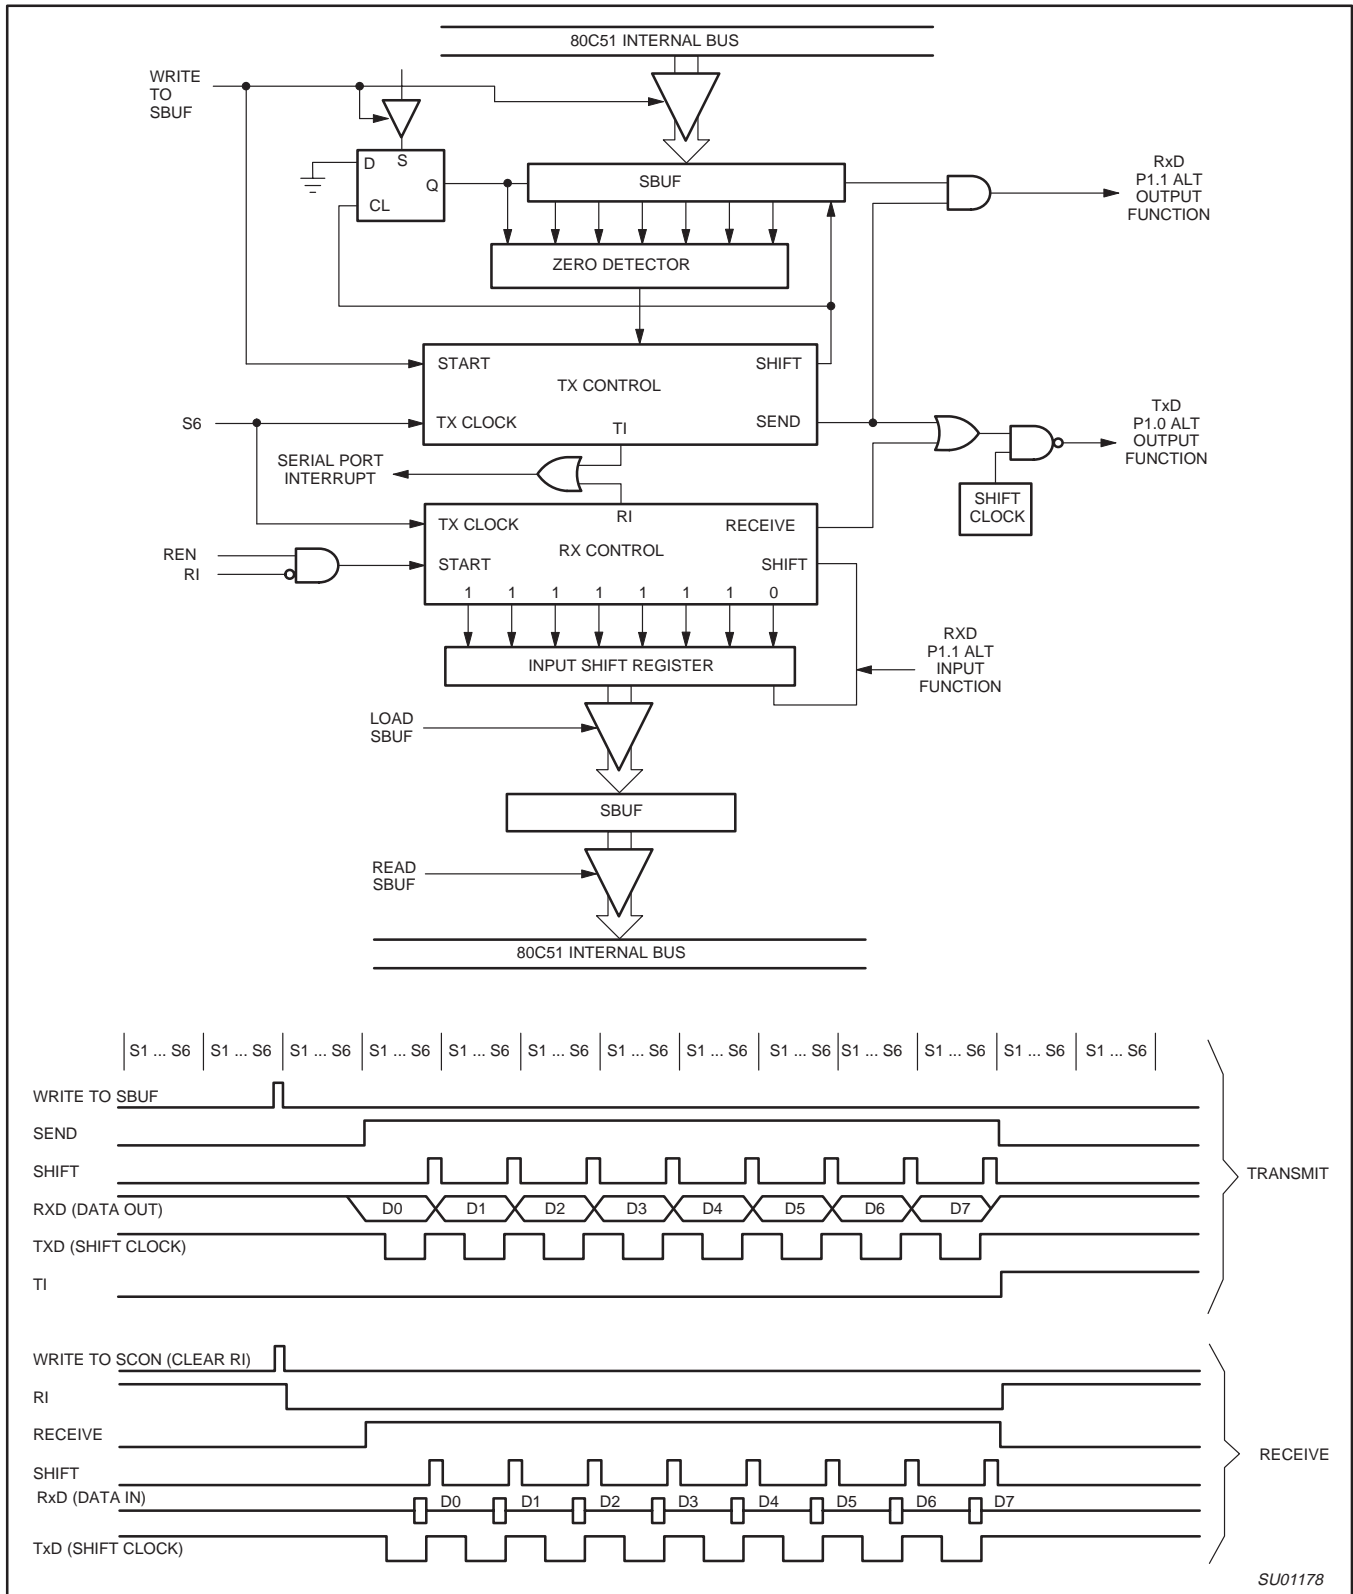 80C51 INTERNAL BUS
WRITE
TO
SBUF
D
S
Q
CL
SBUF
RxD
P1.1 ALT
OUTPUT
FUNCTION
ZERO DETECTOR
START
SHIFT
TX CONTROL
S6
TX CLOCK
TI
SEND
TxD
P1.0 ALT
OUTPUT
FUNCTION
SERIAL PORT
INTERRUPT
SHIFT
CLOCK
TX CLOCK
RI
RECEIVE
RX CONTROL
REN
RI
START
SHIFT
1 1 1 1 1 1 1 0
INPUT SHIFT REGISTER
RXD
P1.1 ALT
INPUT
FUNCTION
LOAD
SBUF
SBUF
READ
SBUF
80C51 INTERNAL BUS
S1 ... S6 S1 ... S6 S1 ... S6 S1 ... S6 S1 ... S6 S1 ... S6 S1 ... S6 S1 ... S6 S1 ... S6 S1 ... S6 S1 ... S6 S1 ... S6 S1 ... S6
WRITE TO SBUF
SEND
SHIFT
RXD (DATA OUT) D0 D1 D2 D3 D4 D5 D6 D7
TXD (SHIFT CLOCK)
TI
TRANSMIT
WRITE TO SCON (CLEAR RI)
RI
RECEIVE
SHIFT
RxD (DATA IN) D0 D1 D2 D3 D4 D5 D6 D7
TxD (SHIFT CLOCK)
RECEIVE
SU01178